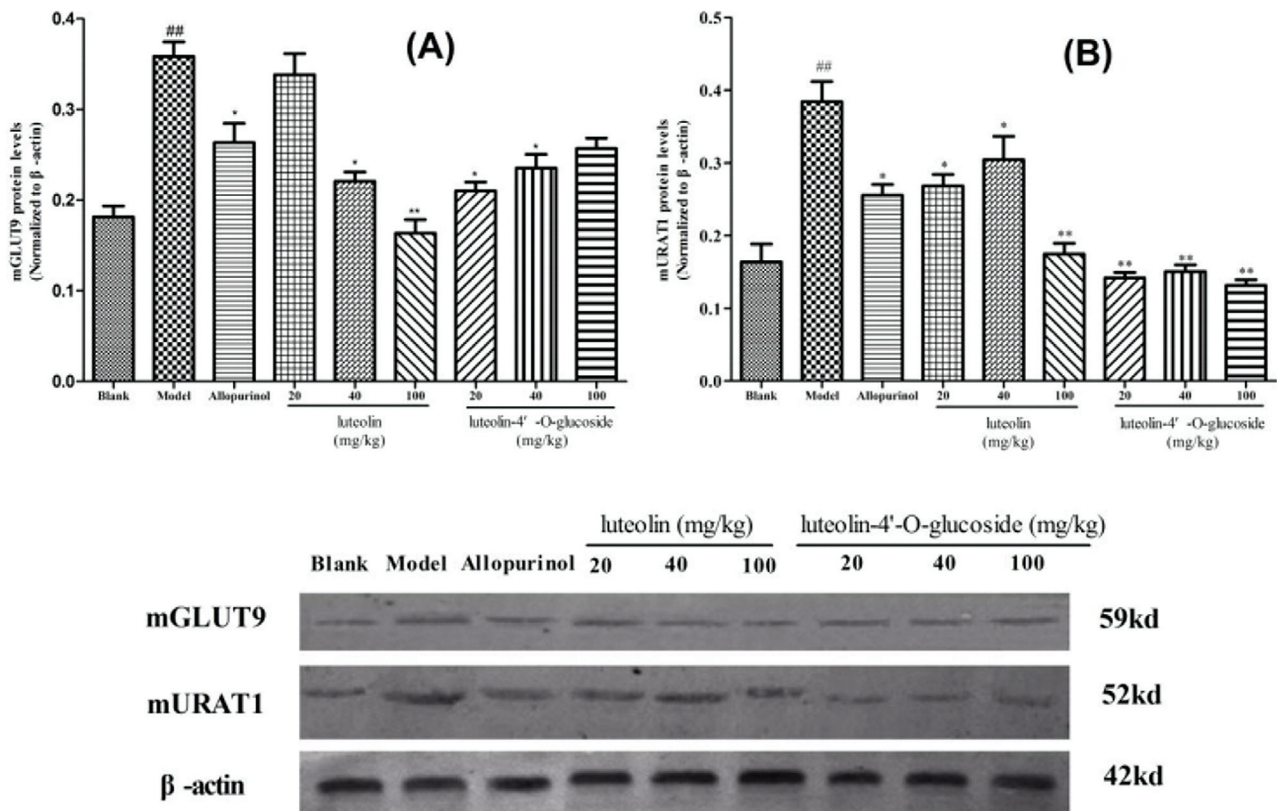 (A)
mGLUT9 protein levels
(Normalized to β -actin)
0.4
0.3
0.2
0.1
0.0
##
*
*
**
*
*
Blank Model Allopurinol 20 40 100 20 40 100
luteolin
(mg/kg)
luteolin-4' -O-glucoside
(mg/kg)
(B)
mURAT1 protein levels
(Normalized to β -actin)
0.5
0.4
0.3
0.2
0.1
0.0
##
*
*
*
**
**
**
**
Blank Model Allopurinol 20 40 100 20 40 100
luteolin
(mg/kg)
luteolin-4' -O-glucoside
(mg/kg)
luteolin (mg/kg) luteolin-4'-O-glucoside (mg/kg)
Blank Model Allopurinol 20 40 100 20 40 100
mGLUT9 59kd
mURAT1 52kd
β -actin 42kd